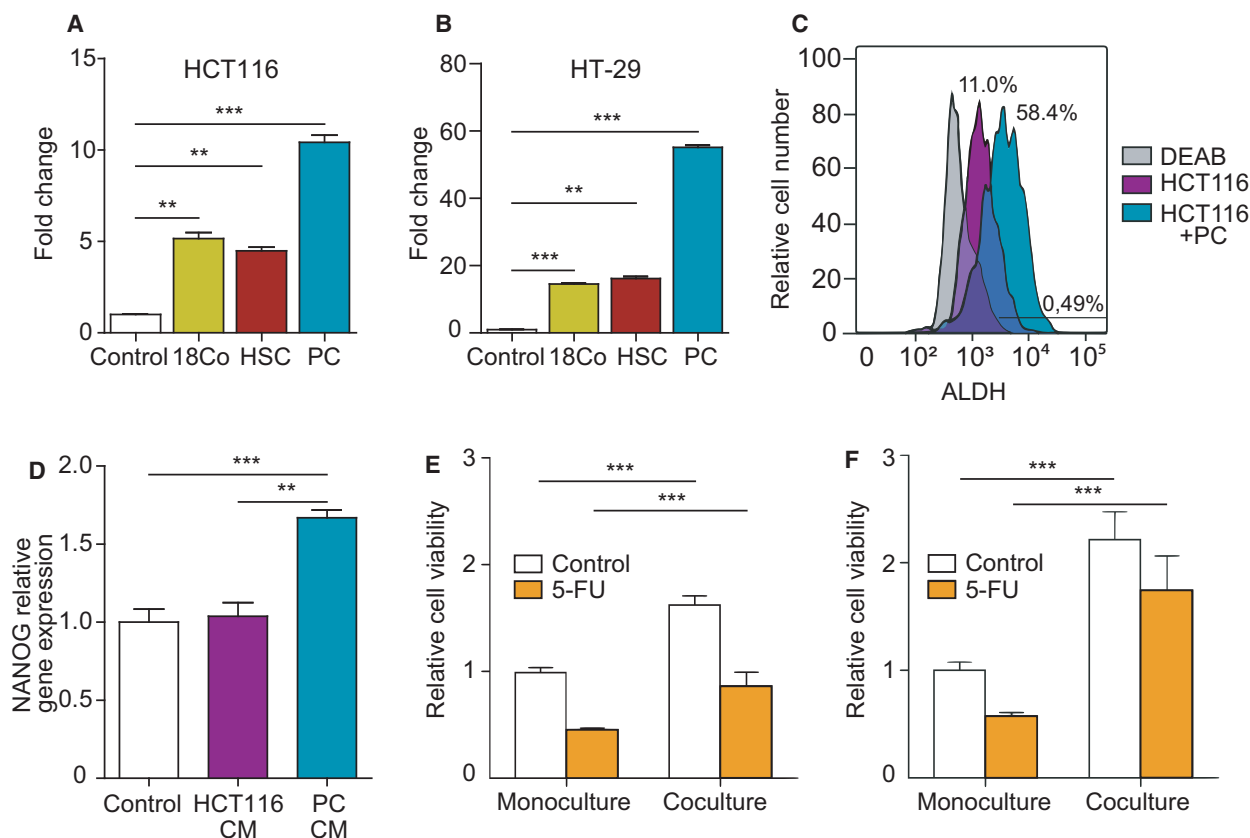 A
HCT116
Fold change
15
10
5
0
***
**
**
Control 18Co HSC PC
B
HT-29
Fold change
80
60
40
20
0
***
**
***
Control 18Co HSC PC
C
Relative cell number
100
80
60
40
20
0
11.0%
58.4%
0,49%
0 10² 10³ 10⁴ 10⁵
ALDH
DEAB
HCT116
HCT116
+PC
D
NANOG relative
gene expression
2.0
1.5
1.0
0.5
0
***
**
Control HCT116 PC
CM CM
E
Relative cell viability
3
2
1
0
***
***
Control
5-FU
Monoculture Coculture
F
Relative cell viability
3
2
1
0
***
***
Control
5-FU
Monoculture Coculture